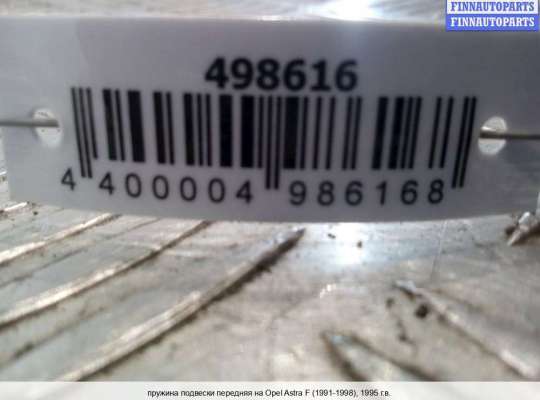 FINNAUTOPARTS
FINNAUTOPARTS
498616
4 400004 986168
пружина подвески передняя на Opel Astra F (1991-1998), 1995 г.в.